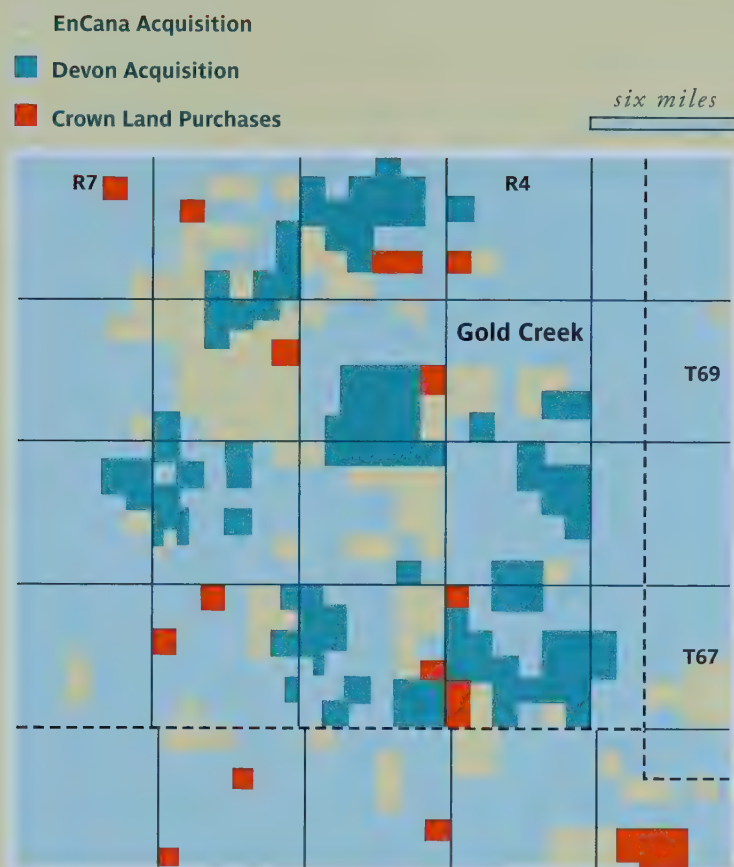 EnCana Acquisition
Devon Acquisition
Crown Land Purchases
six miles
R7
R4
Gold Creek
T69
T67